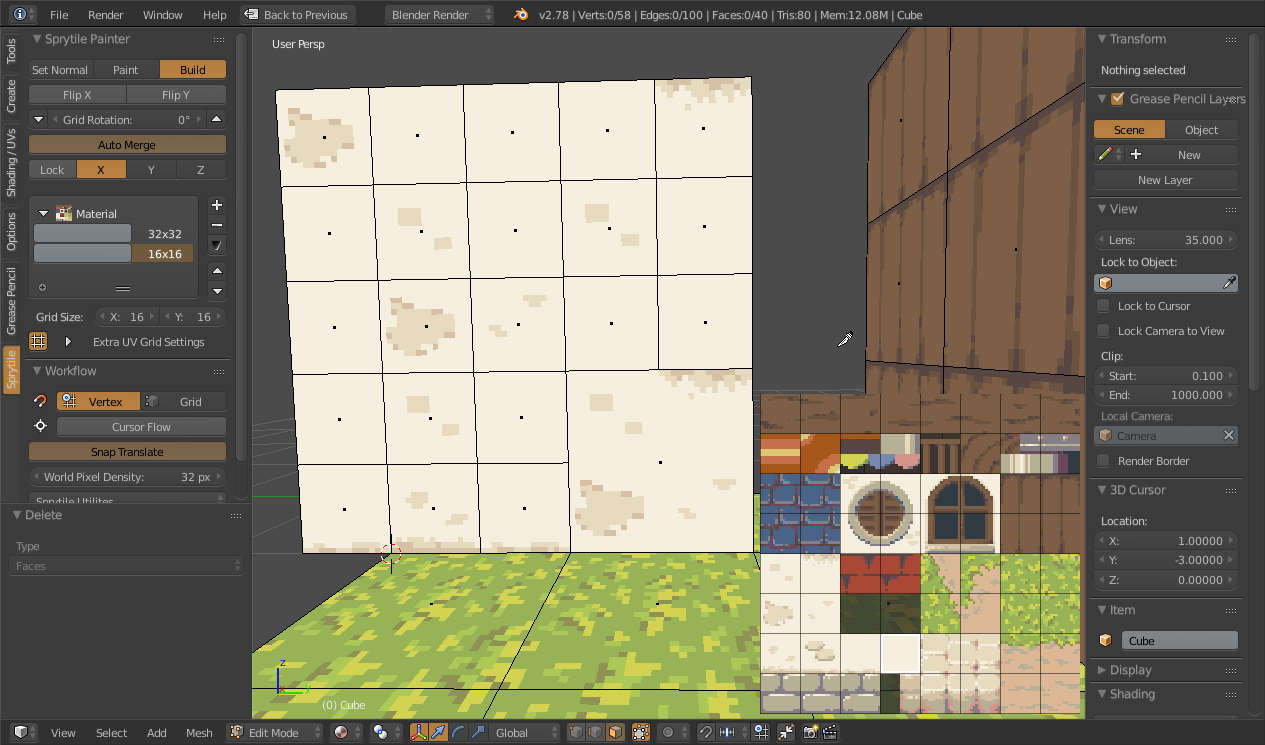 File Render Window Help Back to Previous Blender Render v2.78 | Verts:0/58 | Edges:0/100 | Faces:0/40 | Tris:80 | Mem:12.08M | Cube
Tools
Create
Shading / UVs
Options
Grease Pencil
Sprytile
Sprytile Painter
Set Normal Paint Build
Flip X Flip Y
Grid Rotation: 0°
Auto Merge
Lock X Y Z
Material
32x32
16x16
Grid Size: X: 16 Y: 16
Extra UV Grid Settings
Workflow
Vertex Grid
Cursor Flow
Snap Translate
World Pixel Density: 32 px
Sprytile Utilites
Delete
Type
Faces
User Persp
z
y
(0) Cube
Transform
Nothing selected
Grease Pencil Layers
Scene Object
New
New Layer
View
Lens: 35.000
Lock to Object:
Lock to Cursor
Lock Camera to View
Clip:
Start: 0.100
End: 1000.000
Local Camera:
Camera
Render Border
3D Cursor
Location:
X: 1.00000
Y: -3.00000
Z: 0.00000
Item
Cube
Display
Shading
View Select Add Mesh Edit Mode Global